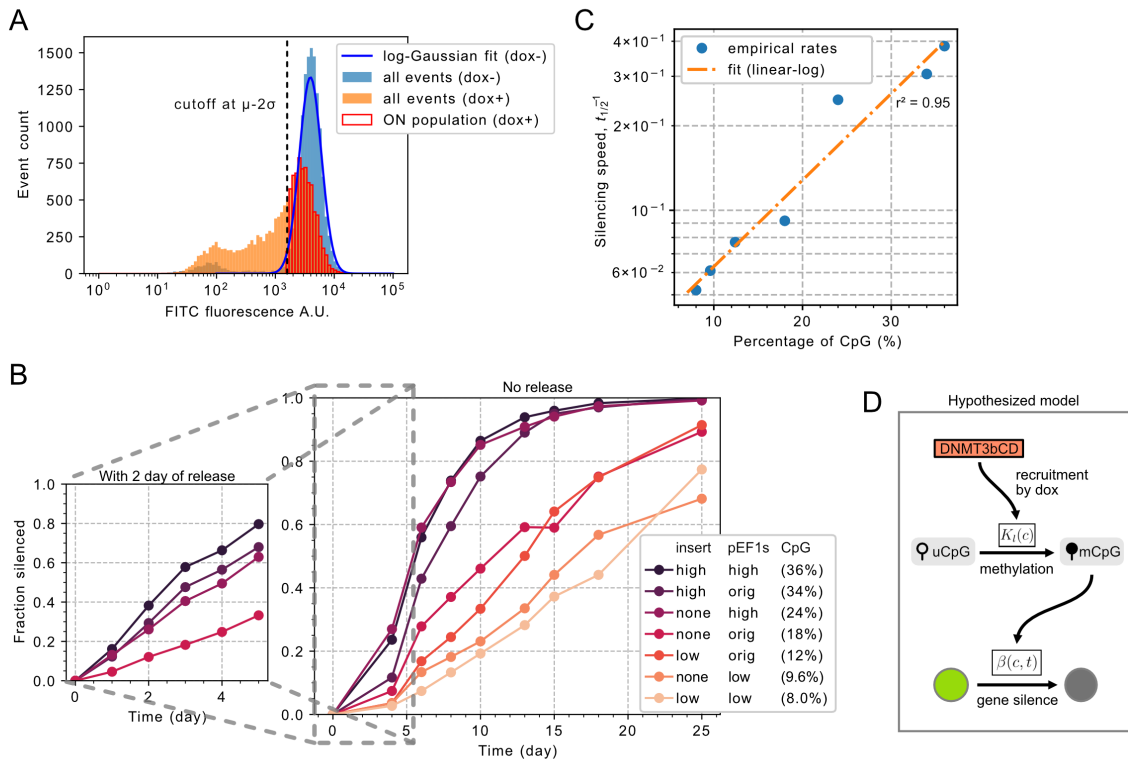 A
1500
1250
1000
750
500
250
0
Event count
cutoff at μ-2σ
log-Gaussian fit (dox-)
all events (dox-)
all events (dox+)
ON population (dox+)
10⁰ 10¹ 10² 10³ 10⁴ 10⁵
FITC fluorescence A.U.
C
4×10⁻¹
3×10⁻¹
2×10⁻¹
10⁻¹
6×10⁻²
Silencing speed, t₁/₂⁻¹
empirical rates
fit (linear-log)
r² = 0.95
10 20 30
Percentage of CpG (%)
B
With 2 day of release
1.0
0.8
0.6
0.4
0.2
0.0
Fraction silenced
0 2 4
Time (day)
No release
1.0
0.8
0.6
0.4
0.2
0.0
0 5 10 15 20 25
Time (day)
insert pEF1s CpG
high high (36%)
high orig (34%)
none high (24%)
none orig (18%)
low orig (12%)
none low (9.6%)
low low (8.0%)
D
Hypothesized model
DNMT3bCD
recruitment
by dox
K_l(c)
uCpG mCpG
methylation
β(c, t)
gene silence